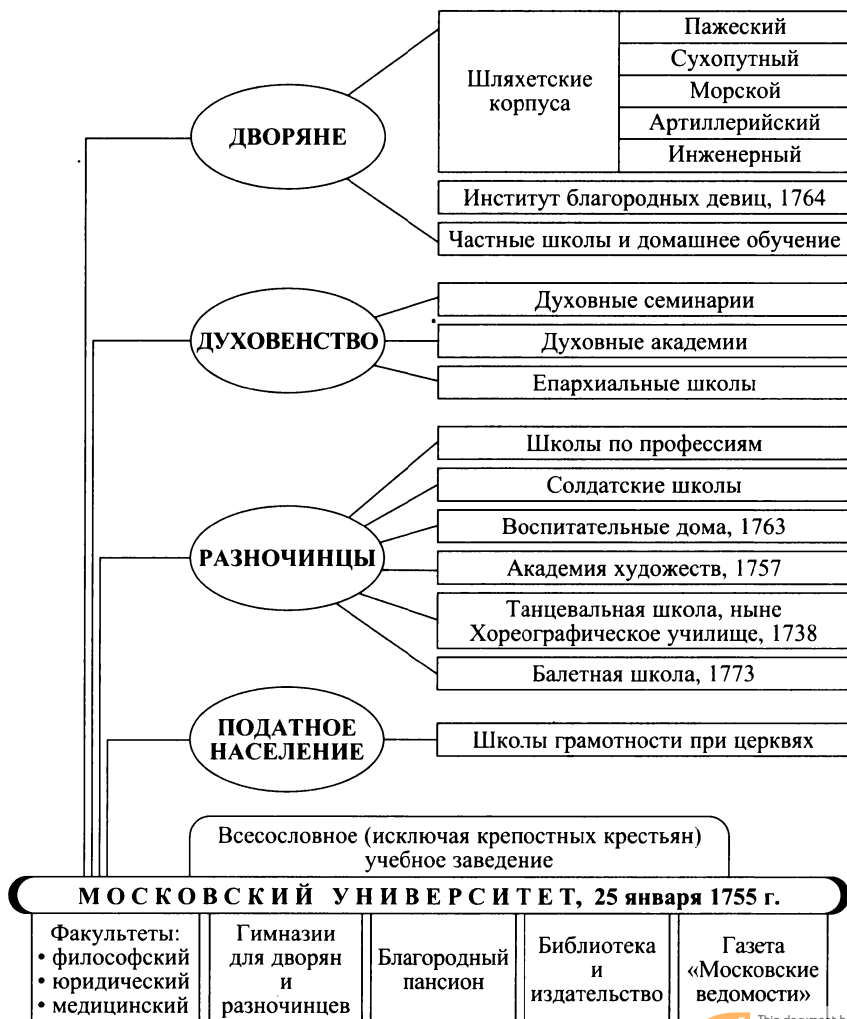 Пажеский
Сухопутный
Шляхетские
корпуса
Морской
Артиллерийский
Инженерный
ДВОРЯНЕ
Институт благородных девиц, 1764
Частные школы и домашнее обучение
Духовные семинарии
ДУХОВЕНСТВО
Духовные академии
Епархиальные школы
Школы по профессиям
Солдатские школы
Воспитательные дома, 1763
РАЗНОЧИНЦЫ
Академия художеств, 1757
Танцевальная школа, ныне
Хореографическое училище, 1738
Балетная школа, 1773
ПОДАТНОЕ
НАСЕЛЕНИЕ
Школы грамотности при церквях
Всесословное (исключая крепостных крестьян)
учебное заведение
МОСКОВСКИЙ УНИВЕРСИТЕТ, 25 января 1755 г.
Факультеты:
• философский
• юридический
• медицинский
Гимназии
для дворян
и
разночинцев
Благородный
пансион
Библиотека
и
издательство
Газета
«Московские
ведомости»